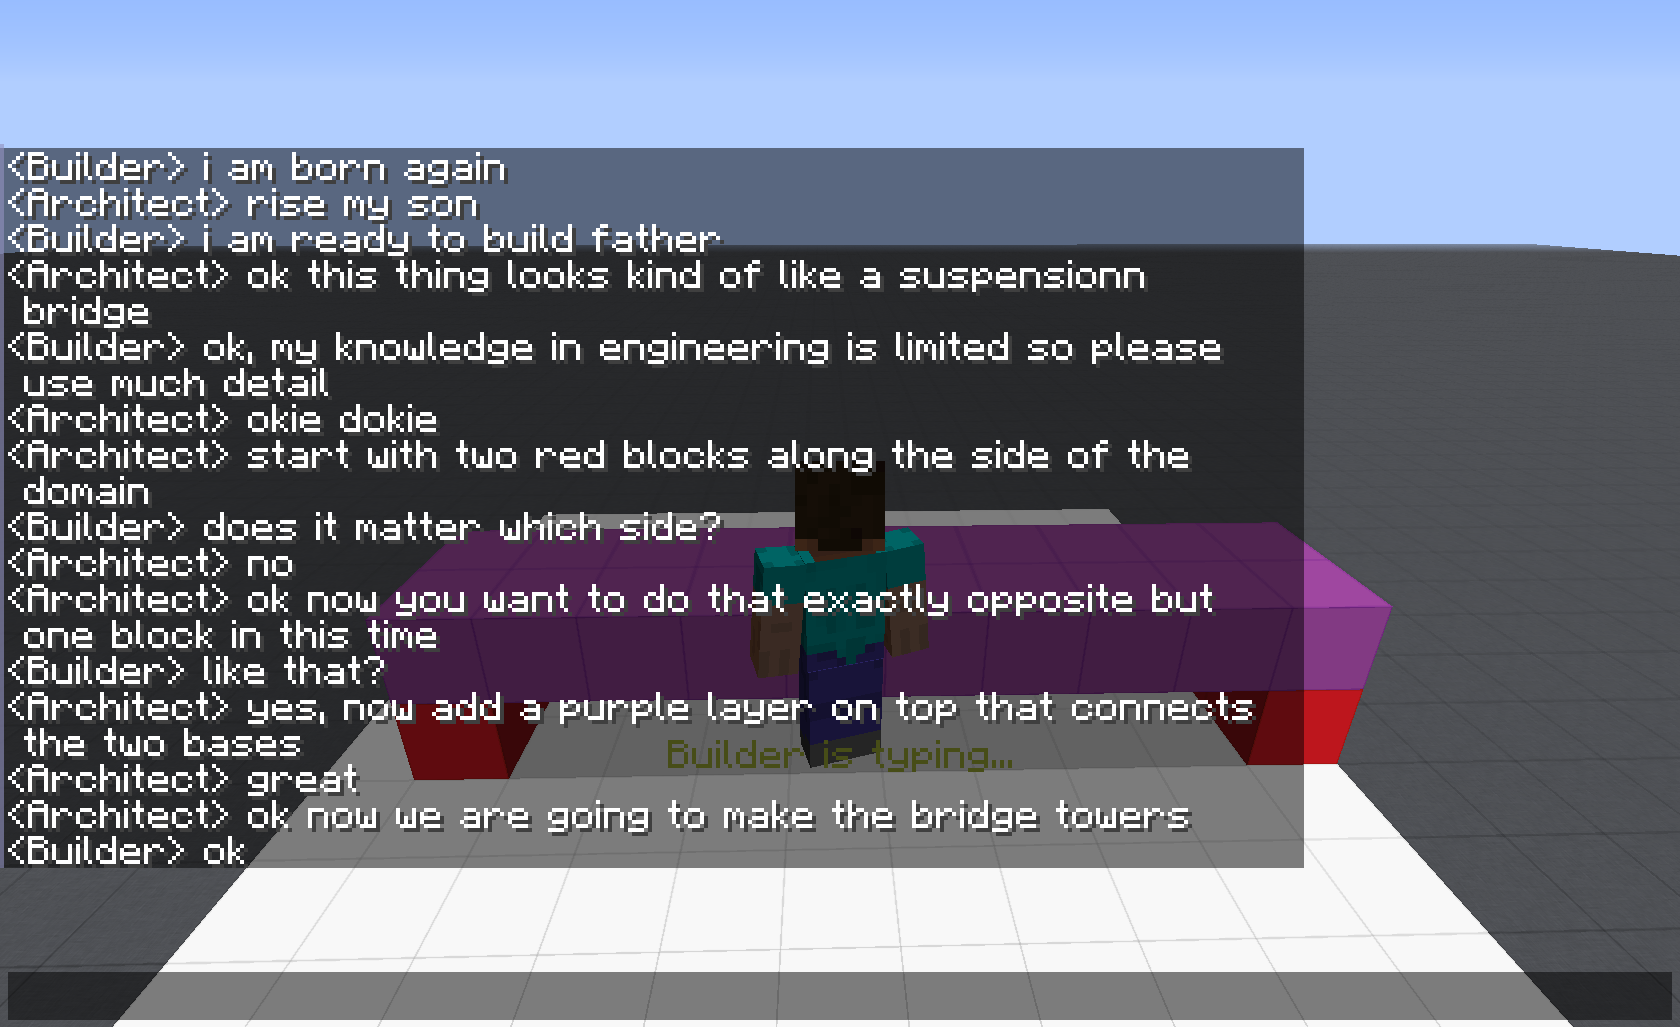 <Builder> i am born again
<Architect> rise my son
<Builder> i am ready to build father
<Architect> ok this thing looks kind of like a suspensionn
bridge
<Builder> ok, my knowledge in engineering is limited so please
use much detail
<Architect> okie dokie
<Architect> start with two red blocks along the side of the
domain
<Builder> does it matter which side?
<Architect> no
<Architect> ok now you want to do that exactly opposite but
one block in this time
<Builder> like that?
<Architect> yes, now add a purple layer on top that connects
the two bases
Builder is typing...
<Architect> great
<Architect> ok now we are going to make the bridge towers
<Builder> ok